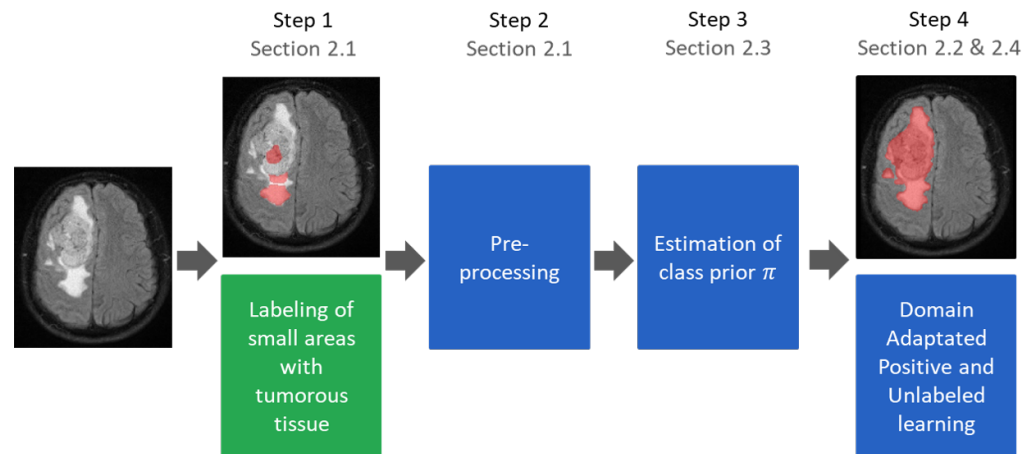 Step 1
Section 2.1
Step 2
Section 2.1
Step 3
Section 2.3
Step 4
Section 2.2 & 2.4
Labeling of
small areas
with
tumorous
tissue
Pre-
processing
Estimation of
class prior π
Domain
Adaptated
Positive and
Unlabeled
learning